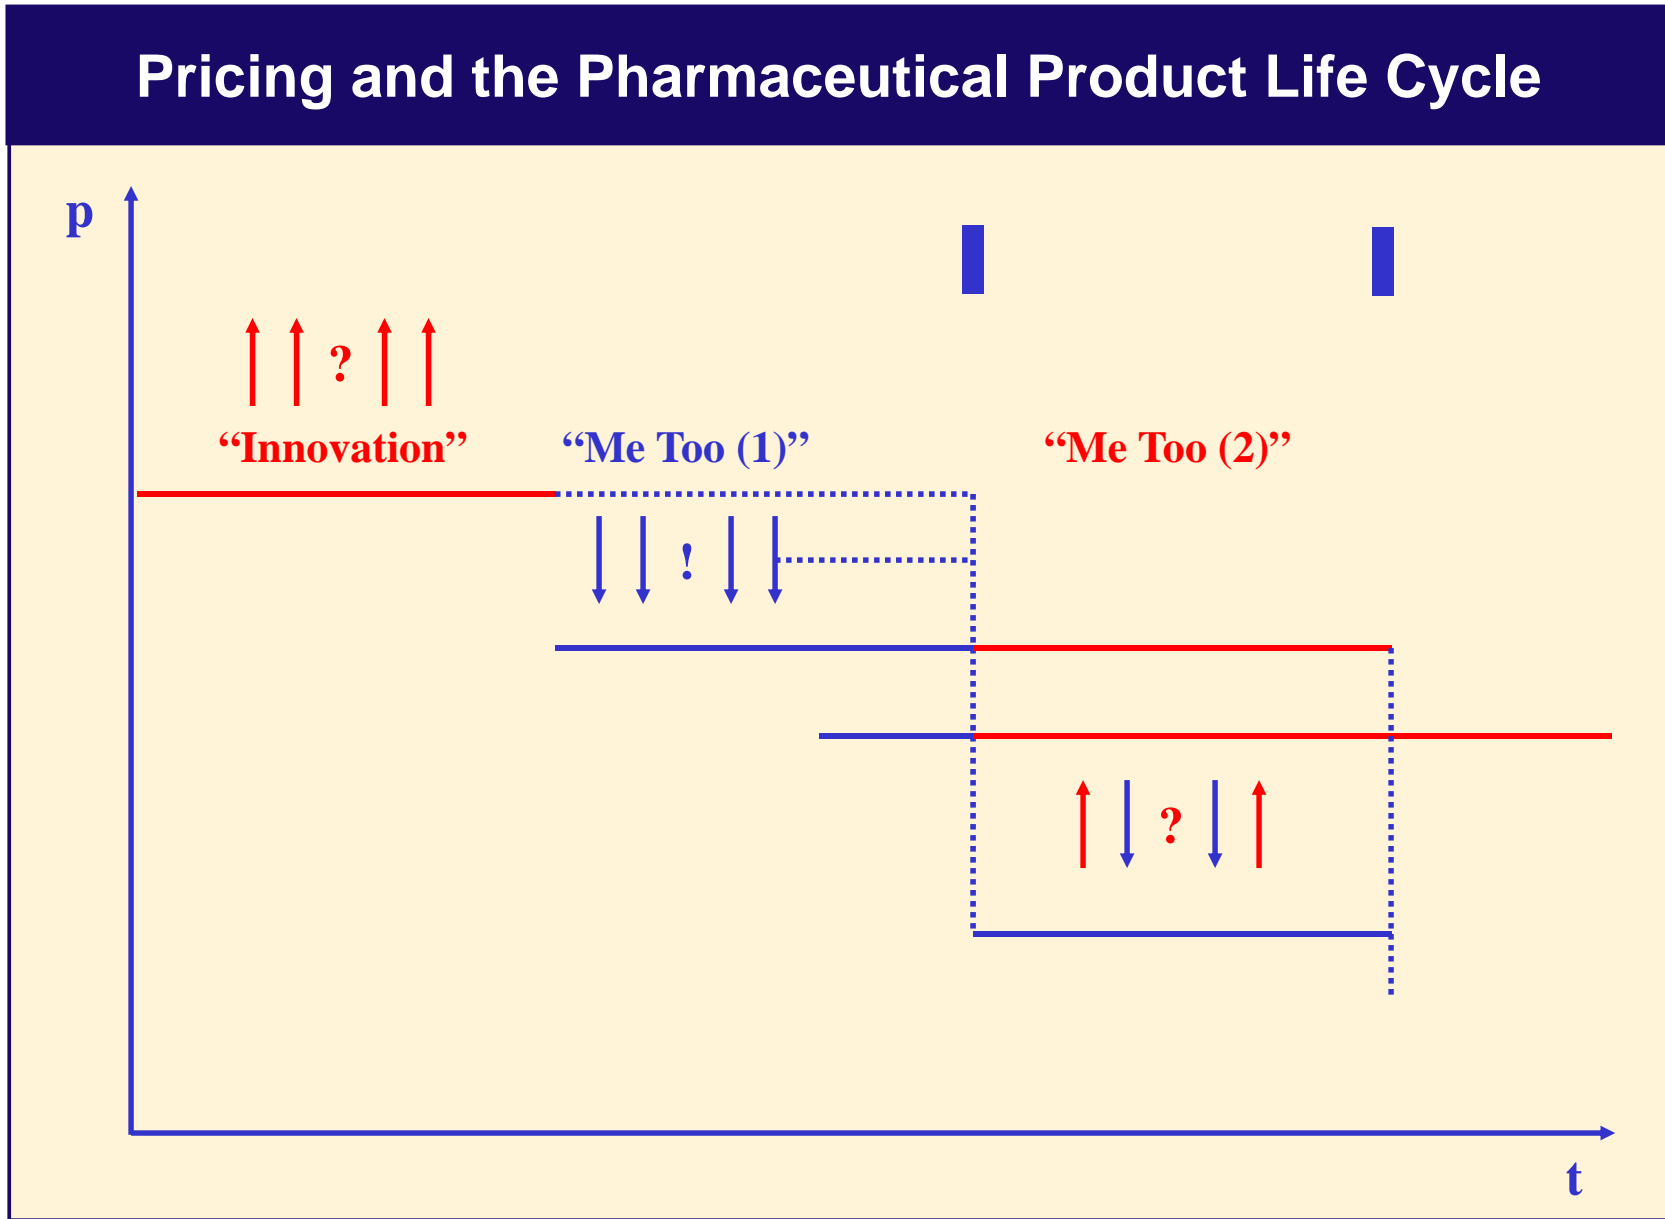 Pricing and the Pharmaceutical Product Life Cycle
p
?
“Innovation” “Me Too (1)” “Me Too (2)”
!
?
t